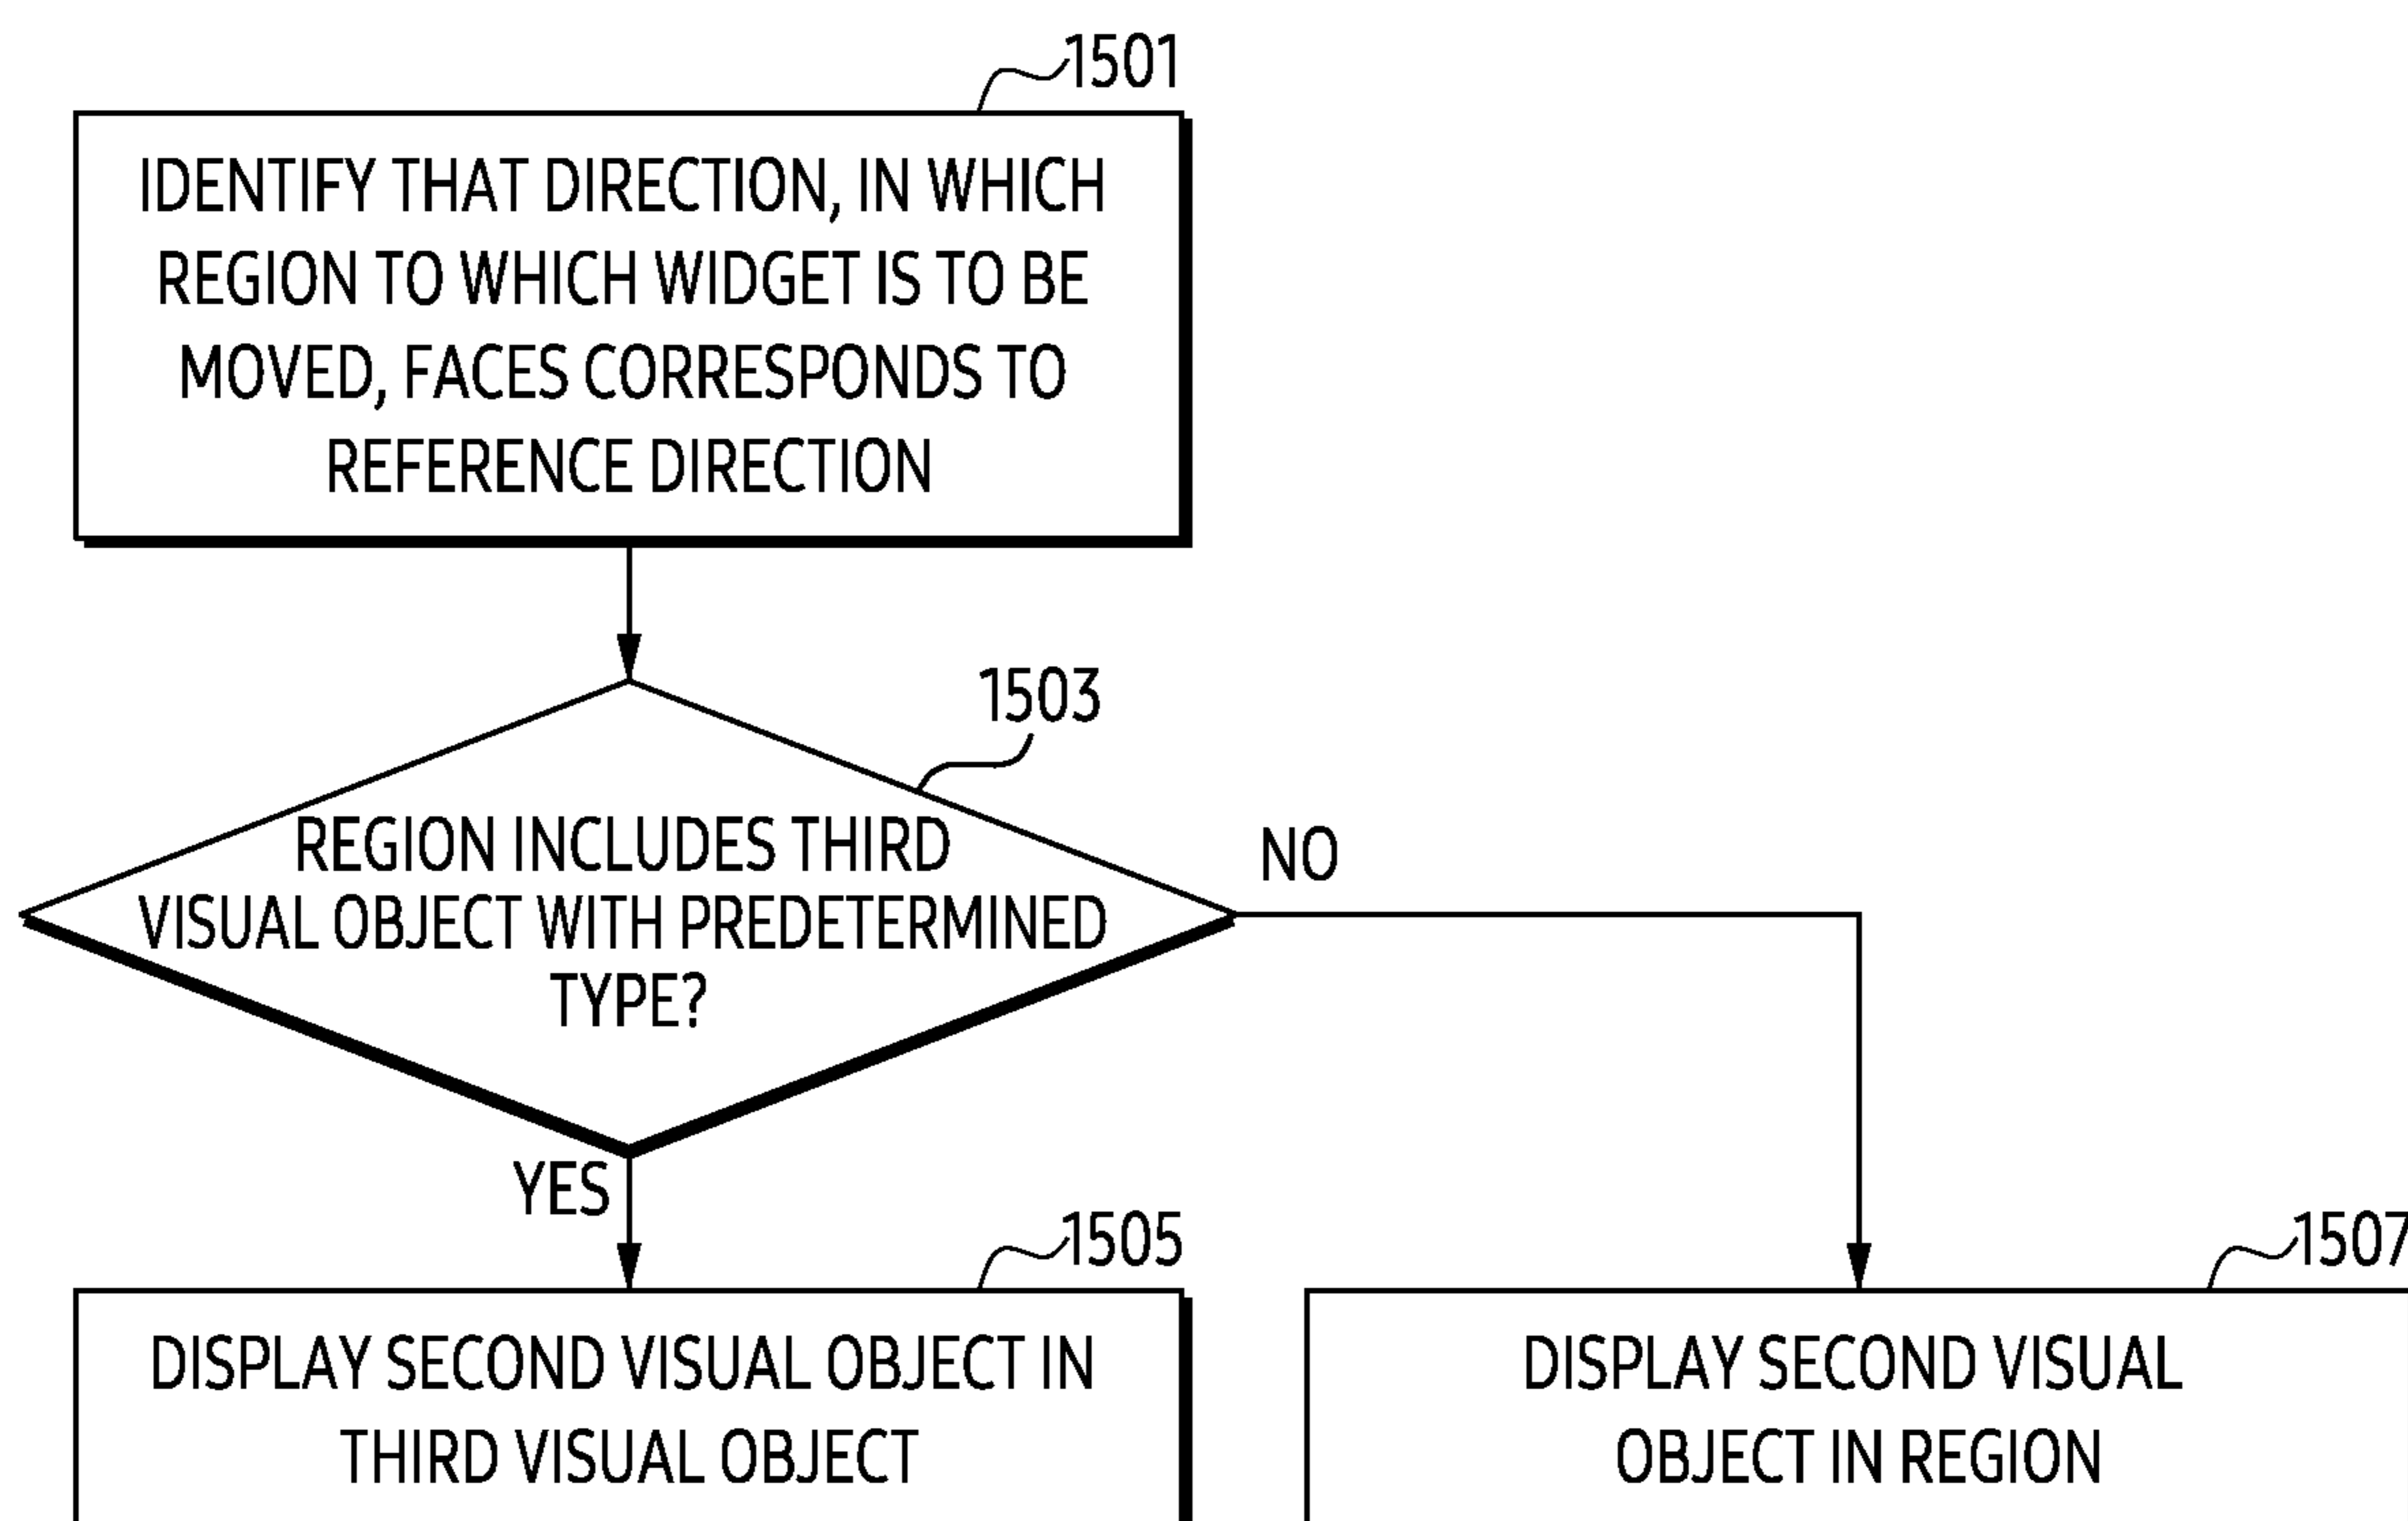 1501
IDENTIFY THAT DIRECTION, IN WHICH
REGION TO WHICH WIDGET IS TO BE
MOVED, FACES CORRESPONDS TO
REFERENCE DIRECTION
1503
REGION INCLUDES THIRD
VISUAL OBJECT WITH PREDETERMINED
TYPE?
NO
YES
1505
DISPLAY SECOND VISUAL OBJECT IN
THIRD VISUAL OBJECT
1507
DISPLAY SECOND VISUAL
OBJECT IN REGION